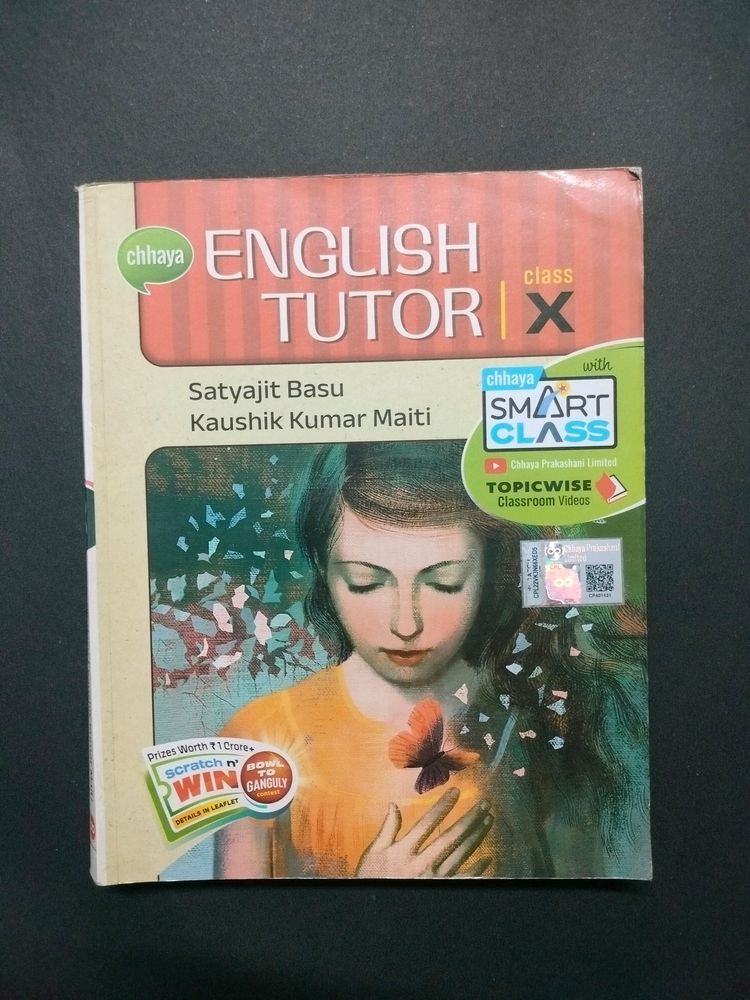 chhaya
ENGLISH
TUTOR
class
X
Satyajit Basu
Kaushik Kumar Maiti
with
chhaya
SMART
CLASS
Chhaya Prakashani Limited
TOPICWISE
Classroom Videos
Chhaya Prakashani
Limited
Prizes Worth ₹ 1 Crore+
Scratch n'
WIN
DETAILS IN LEAFLET
BOWL
TO
GANGULY
contest